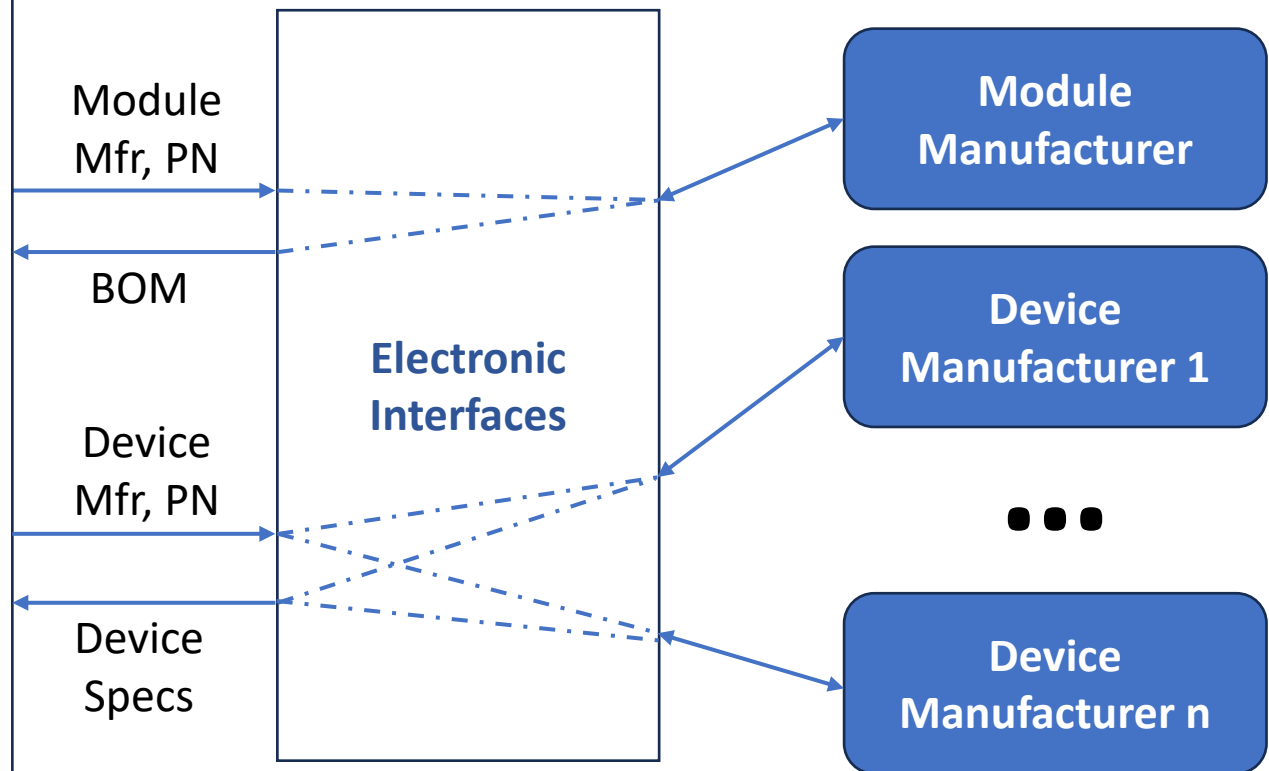 Module
Mfr, PN
BOM
Device
Mfr, PN
Device
Specs
Electronic
Interfaces
Module
Manufacturer
Device
Manufacturer 1
...
Device
Manufacturer n